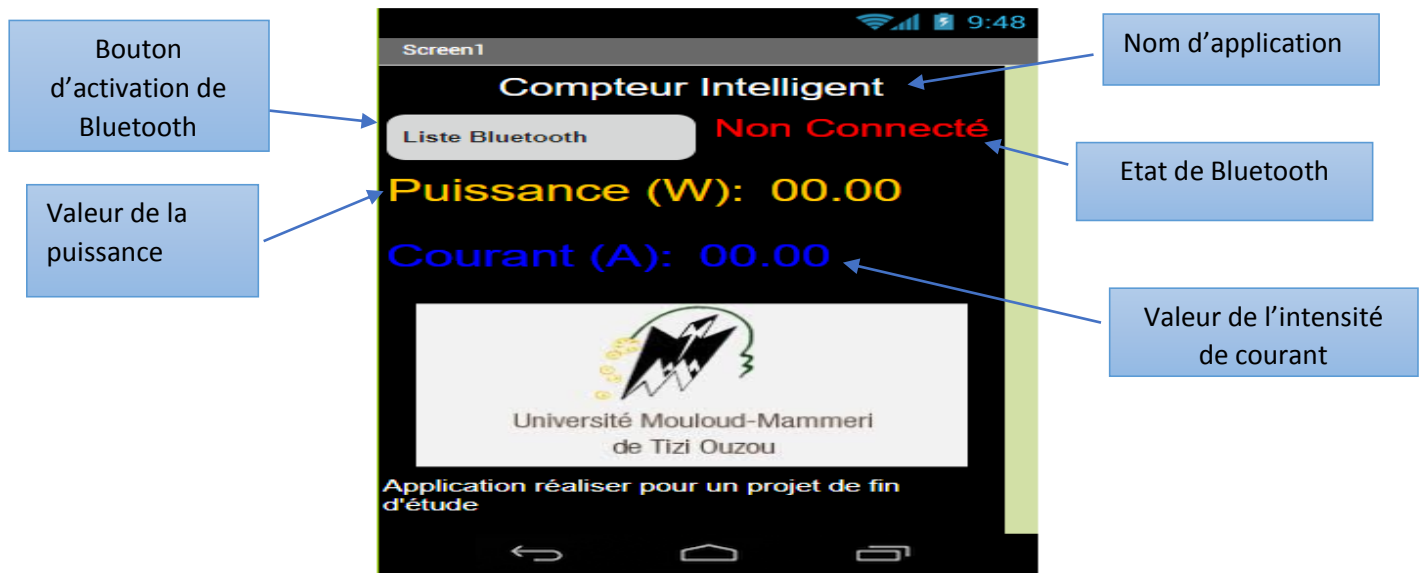 Bouton
d’activation de
Bluetooth
Valeur de la
puissance
9:48
Screen1
Compteur Intelligent
Liste Bluetooth
Non Connecté
Puissance (W): 00.00
Courant (A): 00.00
Université Mouloud-Mammeri
de Tizi Ouzou
Application réaliser pour un projet de fin
d'étude
Nom d’application
Etat de Bluetooth
Valeur de l’intensité
de courant